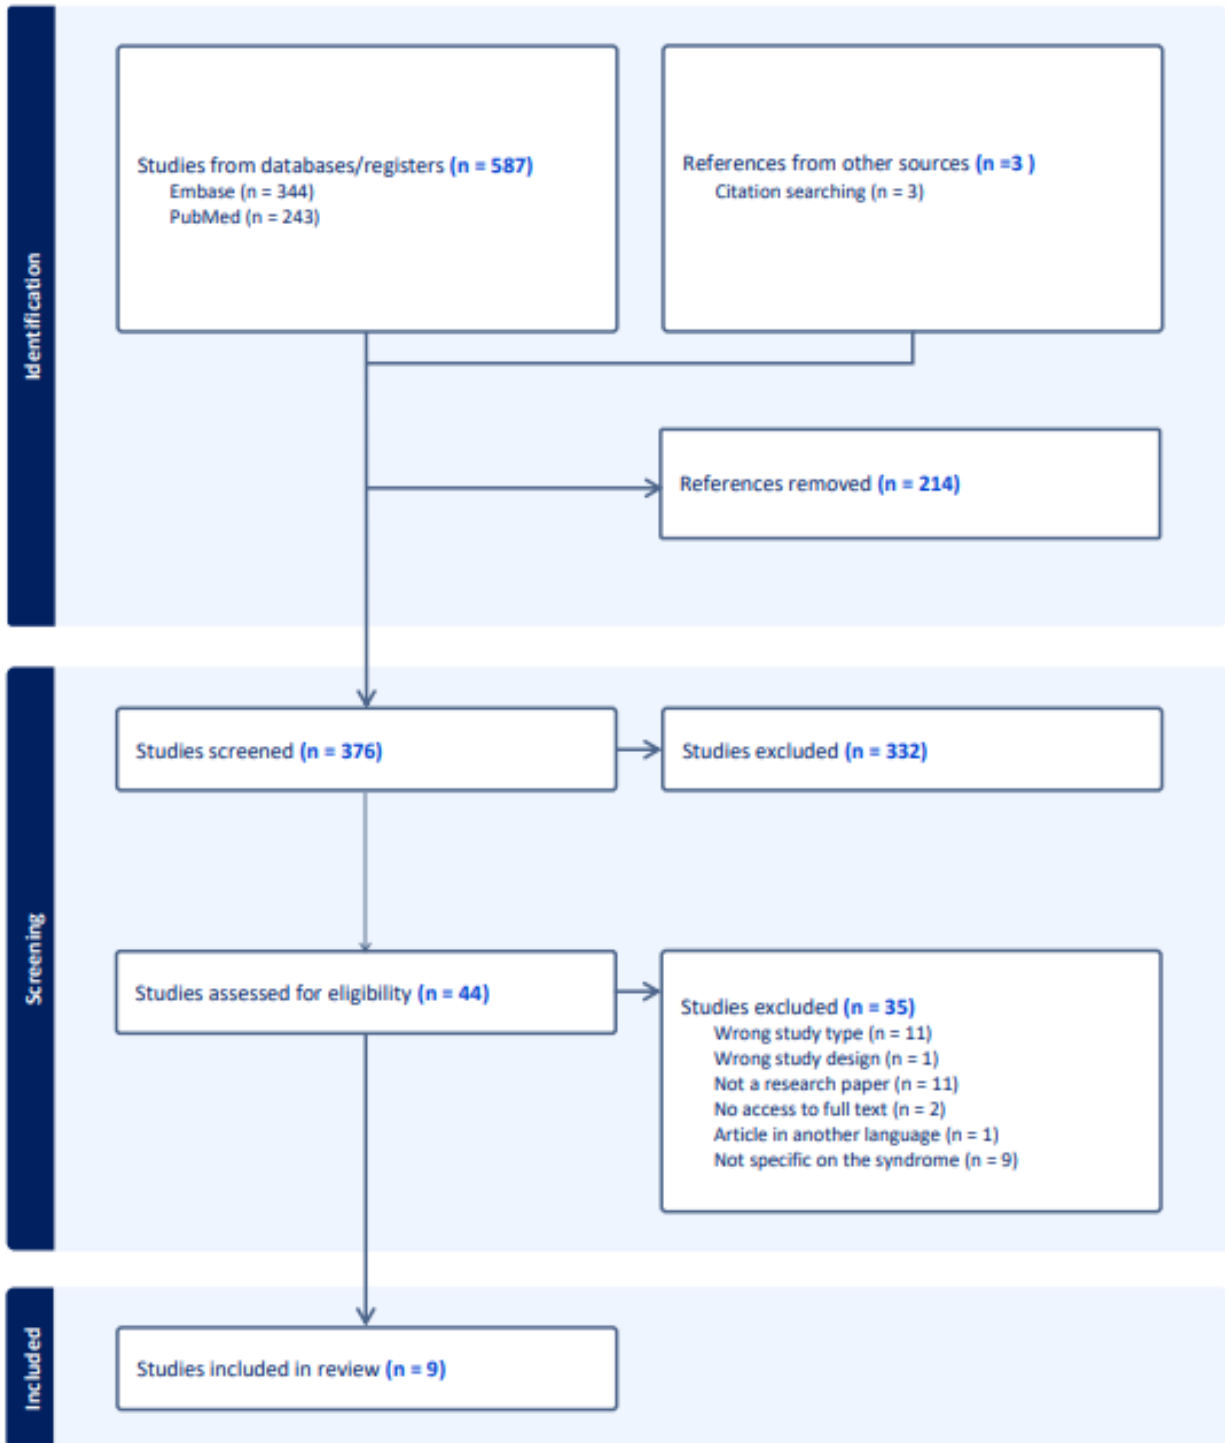 Identification
Studies from databases/registers (n = 587)
Embase (n = 344)
PubMed (n = 243)
References from other sources (n =3 )
Citation searching (n = 3)
References removed (n = 214)
Screening
Studies screened (n = 376)
Studies excluded (n = 332)
Studies assessed for eligibility (n = 44)
Studies excluded (n = 35)
Wrong study type (n = 11)
Wrong study design (n = 1)
Not a research paper (n = 11)
No access to full text (n = 2)
Article in another language (n = 1)
Not specific on the syndrome (n = 9)
Included
Studies included in review (n = 9)